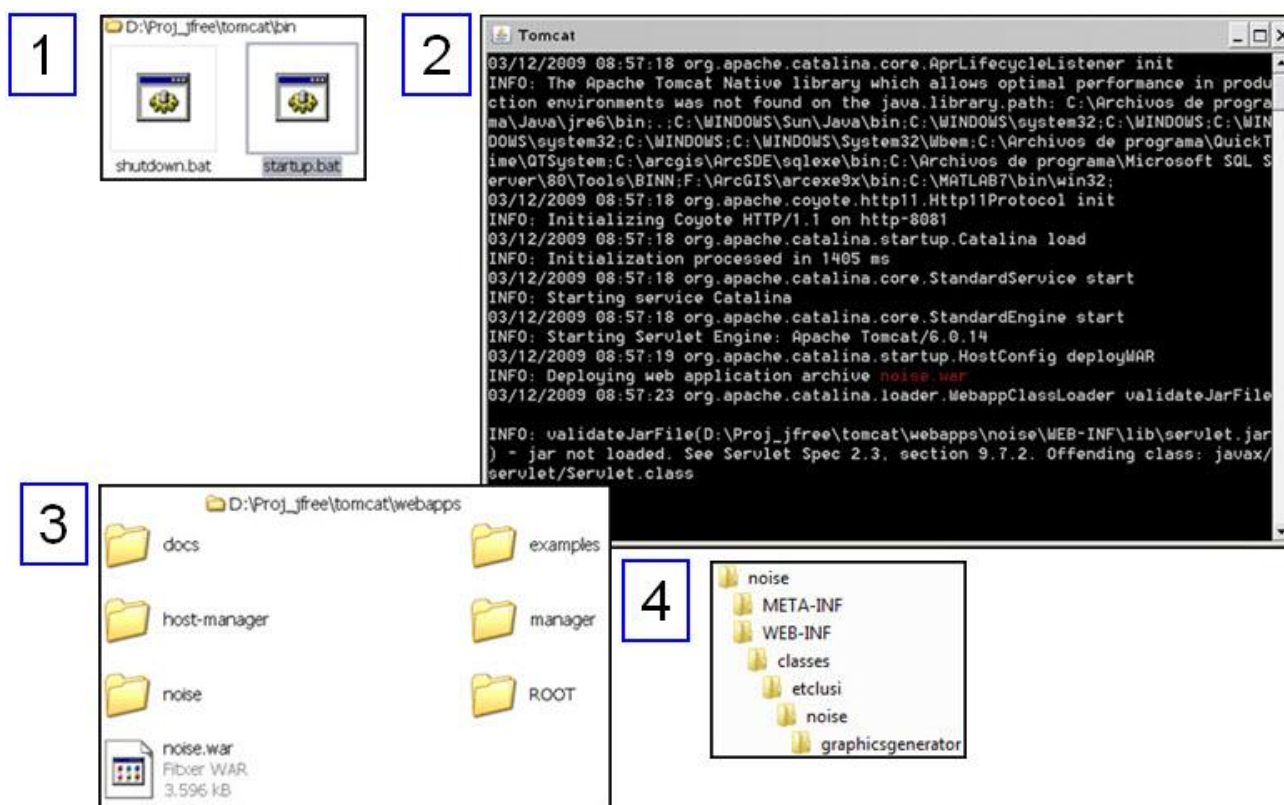 1
D:\Proj_jfree\tomcat\bin
shutdown.bat
startup.bat
2
Tomcat
03/12/2009 08:57:18 org.apache.catalina.core.AprLifecycleListener init
INFO: The Apache Tomcat Native library which allows optimal performance in produ
ction environments was not found on the java.library.path: C:\Archivos de progra
ma\Java\jre6\bin;.;C:\WINDOWS\Sun\Java\bin;C:\WINDOWS\system32;C:\WINDOWS;C:\WIN
DOWS\system32;C:\WINDOWS;C:\WINDOWS\System32\Wbem;C:\Archivos de programa\QuickT
ime\QTSystem;C:\arcgis\ArcSDE\sqlexe\bin;C:\Archivos de programa\Microsoft SQL S
erver\80\Tools\BINN;F:\ArcGIS\arcexe9x\bin;C:\MATLAB7\bin\win32;
03/12/2009 08:57:18 org.apache.coyote.http11.Http11Protocol init
INFO: Initializing Coyote HTTP/1.1 on http-8081
03/12/2009 08:57:18 org.apache.catalina.startup.Catalina load
INFO: Initialization processed in 1405 ms
03/12/2009 08:57:18 org.apache.catalina.core.StandardService start
INFO: Starting service Catalina
03/12/2009 08:57:18 org.apache.catalina.core.StandardEngine start
INFO: Starting Servlet Engine: Apache Tomcat/6.0.14
03/12/2009 08:57:19 org.apache.catalina.startup.HostConfig deployWAR
INFO: Deploying web application archive noise.war
03/12/2009 08:57:23 org.apache.catalina.loader.WebappClassLoader validateJarFile
INFO: validateJarFile(D:\Proj_jfree\tomcat\webapps\noise\WEB-INF\lib\servlet.jar
) - jar not loaded. See Servlet Spec 2.3, section 9.7.2. Offending class: javax/
servlet/Servlet.class
3
D:\Proj_jfree\tomcat\webapps
docs
examples
host-manager
manager
noise
ROOT
noise.war
Fitxer WAR
3.596 kB
4
noise
META-INF
WEB-INF
classes
etclusi
noise
graphicsgenerator